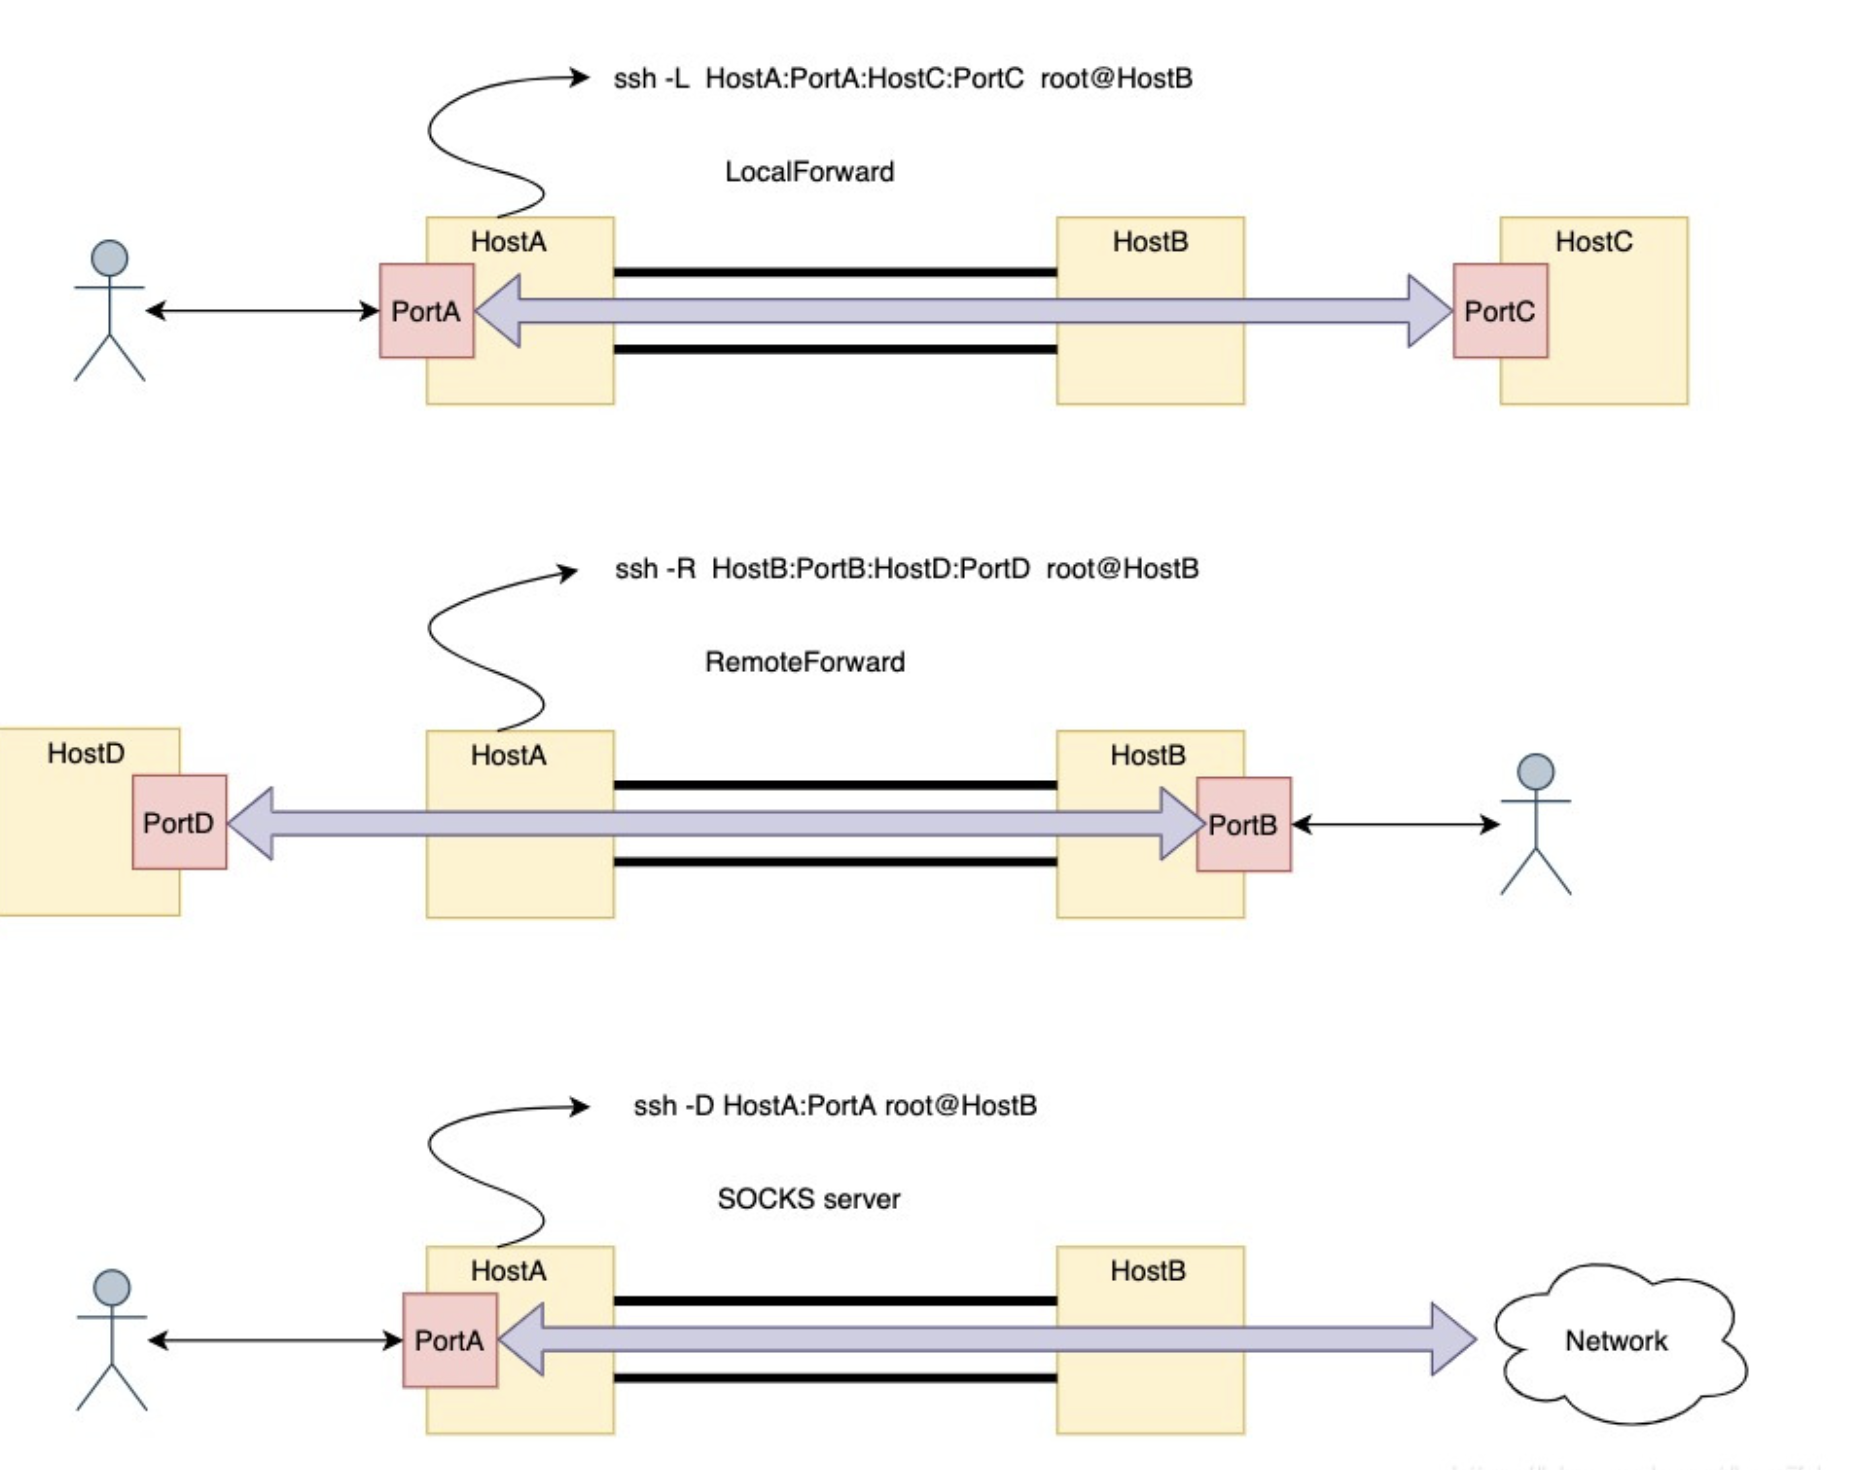 ssh -L  HostA:PortA:HostC:PortC  root@HostB
LocalForward
HostA
HostB
HostC
PortA
PortC
ssh -R  HostB:PortB:HostD:PortD  root@HostB
RemoteForward
HostD
HostA
HostB
PortD
PortB
ssh -D HostA:PortA root@HostB
SOCKS server
HostA
HostB
PortA
Network